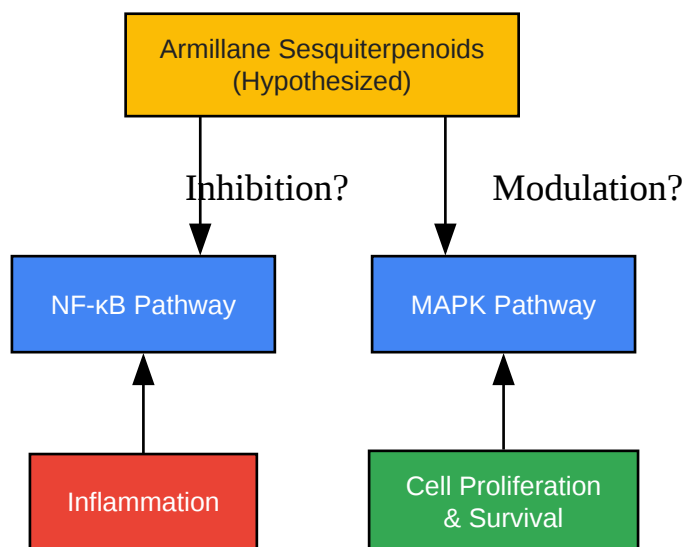 Armillane Sesquiterpenoids
(Hypothesized)
Inhibition?
Modulation?
NF-κB Pathway
MAPK Pathway
Inflammation
Cell Proliferation
& Survival